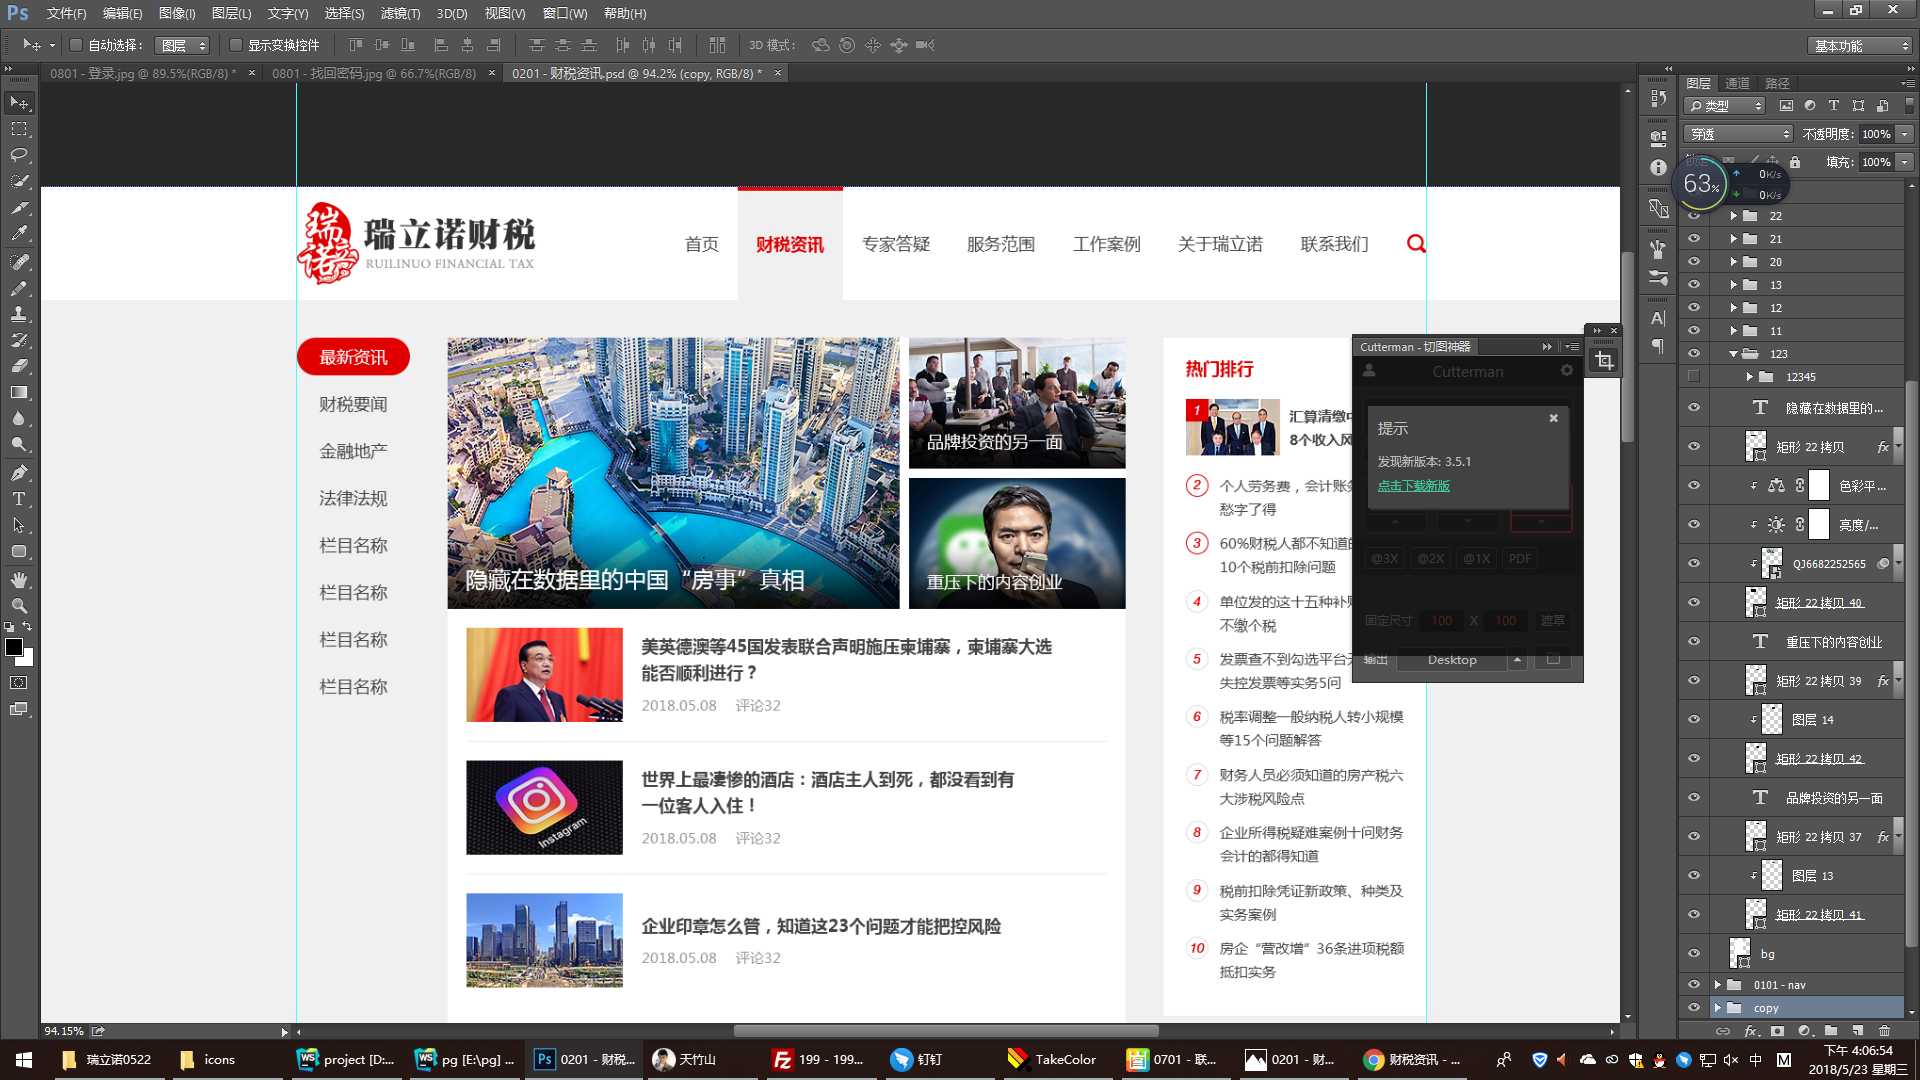 Ps 文件(F) 编辑(E) 图像(I) 图层(L) 文字(Y) 选择(S) 滤镜(T) 3D(D) 视图(V) 窗口(W) 帮助(H)
自动选择： 图层 显示变换控件 3D 模式： 基本功能
0801 - 登录.jpg @ 89.5%(RGB/8) * × 0801 - 找回密码.jpg @ 66.7%(RGB/8) × 0201 - 财税资讯.psd @ 94.2% (copy, RGB/8) * ×
瑞诺
瑞立诺财税
RUILINUO FINANCIAL TAX
首页 财税资讯 专家答疑 服务范围 工作案例 关于瑞立诺 联系我们
最新资讯
财税要闻
金融地产
法律法规
栏目名称
栏目名称
栏目名称
栏目名称
隐藏在数据里的中国“房事”真相
品牌投资的另一面
重压下的内容创业
美英德澳等45国发表联合声明施压柬埔寨，柬埔寨大选
能否顺利进行？
2018.05.08 评论32
Instagram
世界上最凄惨的酒店：酒店主人到死，都没看到有
一位客人入住！
2018.05.08 评论32
企业印章怎么管，知道这23个问题才能把控风险
2018.05.08 评论32
热门排行
1 汇算清缴
8个收入风
2 个人劳务费，会计账
愁字了得
3 60%财税人都不知道
10个税前扣除问题
4 单位发的这十五种补
不缴个税
5 发票查不到勾选平台
失控发票等实务5问
6 税率调整一般纳税人转小规模
等15个问题解答
7 财务人员必须知道的房产税六
大涉税风险点
8 企业所得税疑难案例十问财务
会计的都得知道
9 税前扣除凭证新政策、种类及
实务案例
10 房企“营改增”36条进项税额
抵扣实务
Cutterman - 切图神器
Cutterman
提示
发现新版本: 3.5.1
点击下载新版
@3X @2X @1X PDF
固定尺寸 100 X 100 遮罩
输出 Desktop
图层 通道 路径
类型
穿透 不透明度: 100%
填充: 100%
63% 0K/s
0K/s
22
21
20
13
12
11
123
12345
隐藏在数据里的...
矩形 22 拷贝 fx
色彩平...
亮度/...
QJ6682252565
矩形 22 拷贝 40
重压下的内容创业
矩形 22 拷贝 39 fx
图层 14
矩形 22 拷贝 42
品牌投资的另一面
矩形 22 拷贝 37 fx
图层 13
矩形 22 拷贝 41
bg
0101 - nav
copy
94.15%
瑞立诺0522 icons project [D:... pg [E:\pg] ... 0201 - 财税... 天竹山 199 - 199... 钉钉 TakeColor 0701 - 联... 0201 - 财... 财税资讯 - ... 中 M
下午 4:06:54
2018/5/23 星期三